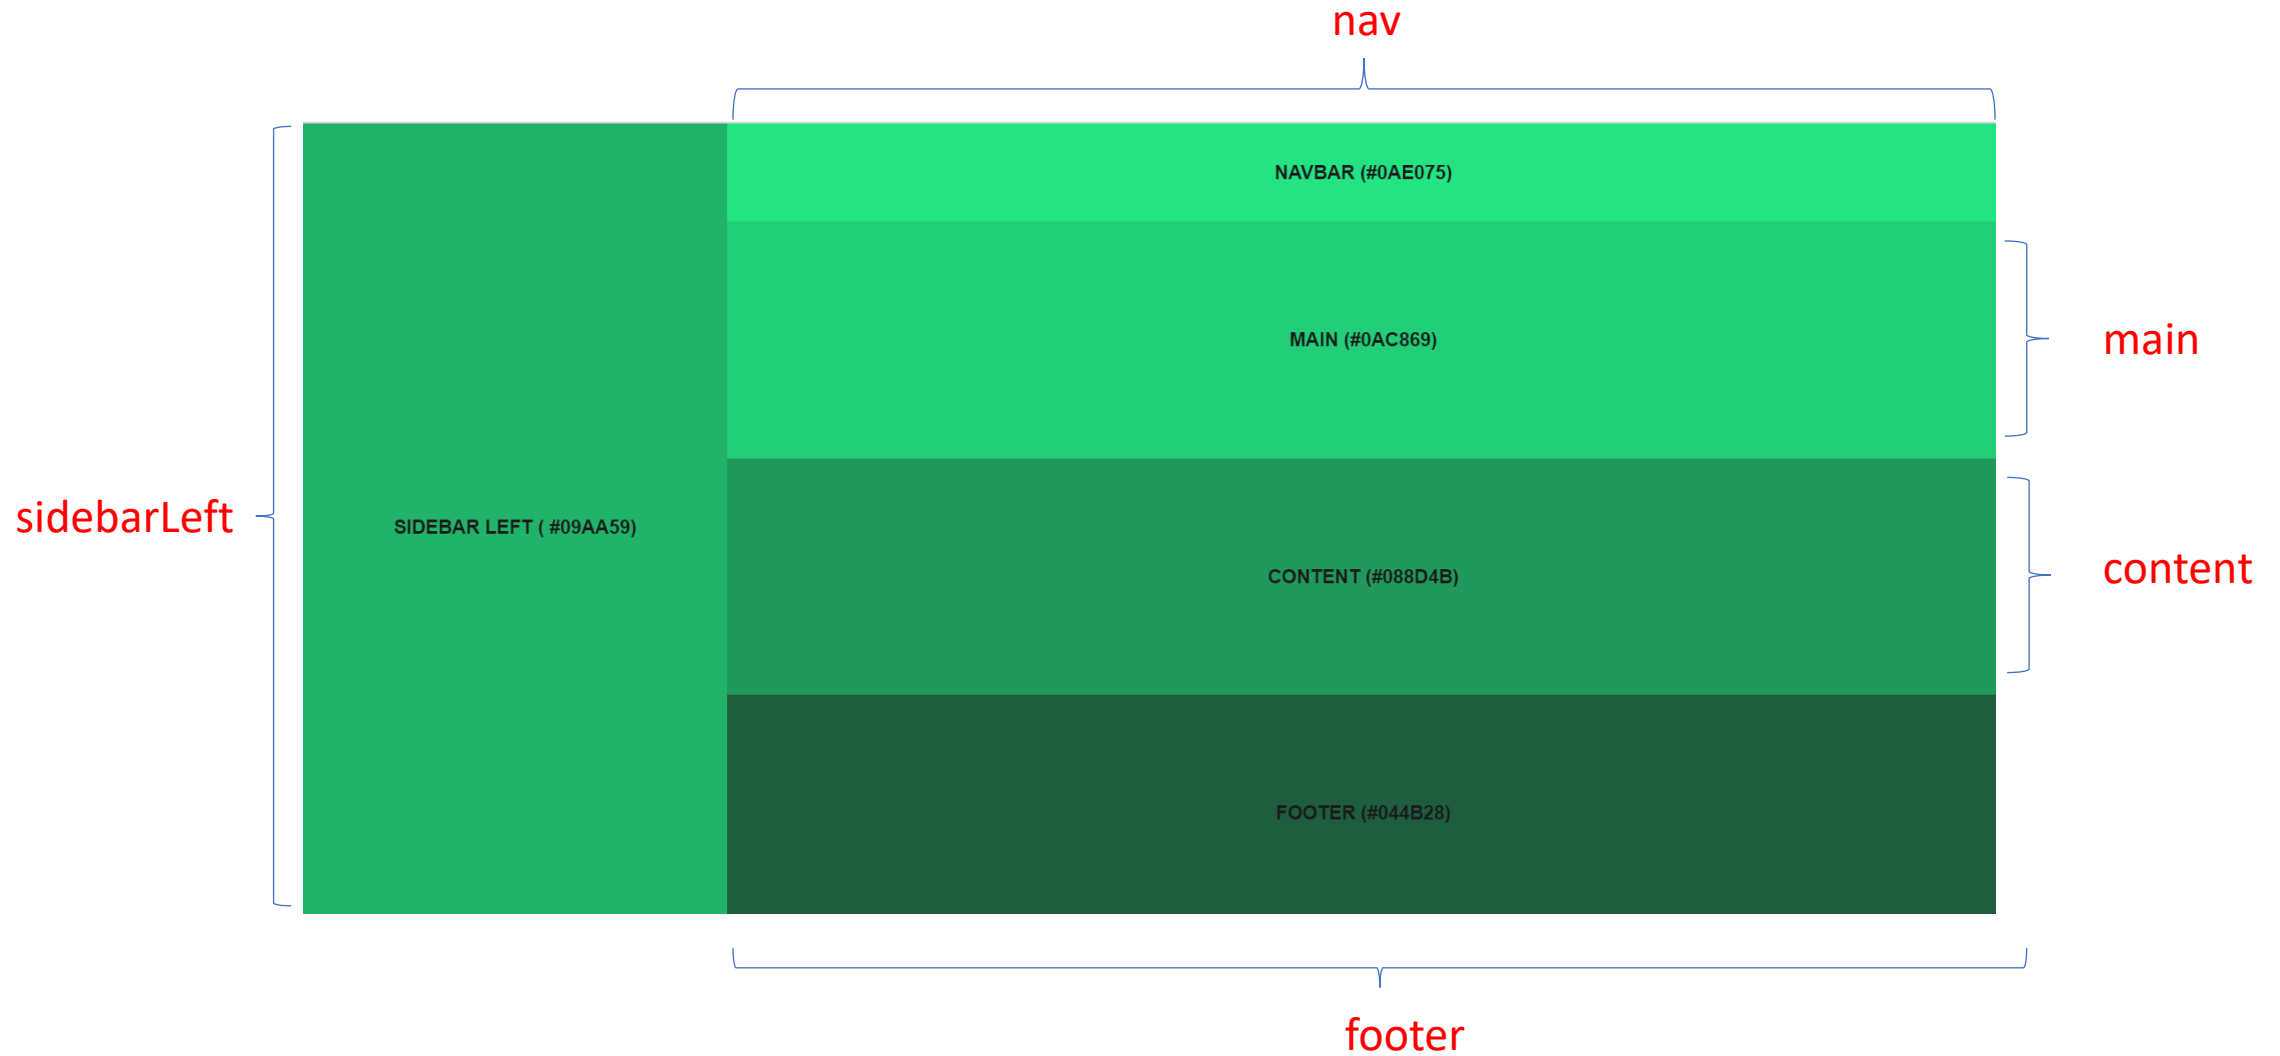 nav
NAVBAR (#0AE075)
MAIN (#0AC869)
main
sidebarLeft
SIDEBAR LEFT ( #09AA59)
CONTENT (#088D4B)
content
FOOTER (#044B28)
footer